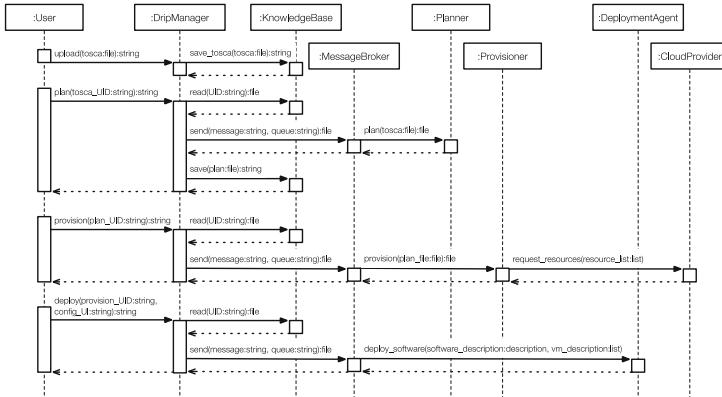 :User
:DripManager
:KnowledgeBase
:Planner
:DeploymentAgent
:MessageBroker
:Provisioner
:CloudProvider
upload(tosca:file):string
save_tosca(tosca:file):string
plan(tosca_UID:string):string
read(UID:string):file
send(message:string, queue:string):file
plan(tosca:file):file
save(plan:file):string
provision(plan_UID:string):string
read(UID:string):file
send(message:string, queue:string):file
provision(plan_file:file):file
request_resources(resource_list:list)
deploy(provision_UID:string,
config_UI:string):string
read(UID:string):file
send(message:string, queue:string):file
deploy_software(software_description:description, vm_description:list)